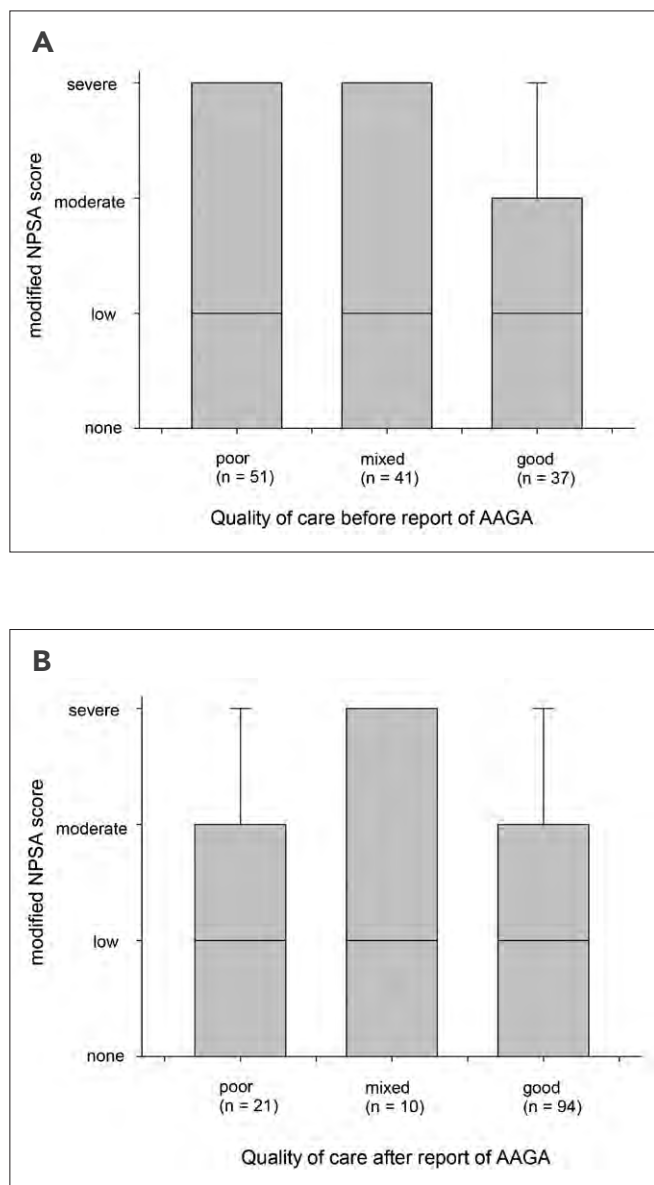 A
severe
moderate
low
none
modified NPSA score
poor mixed good
(n = 51) (n = 41) (n = 37)
Quality of care before report of AAGA
B
severe
moderate
low
none
modified NPSA score
poor mixed good
(n = 21) (n = 10) (n = 94)
Quality of care after report of AAGA